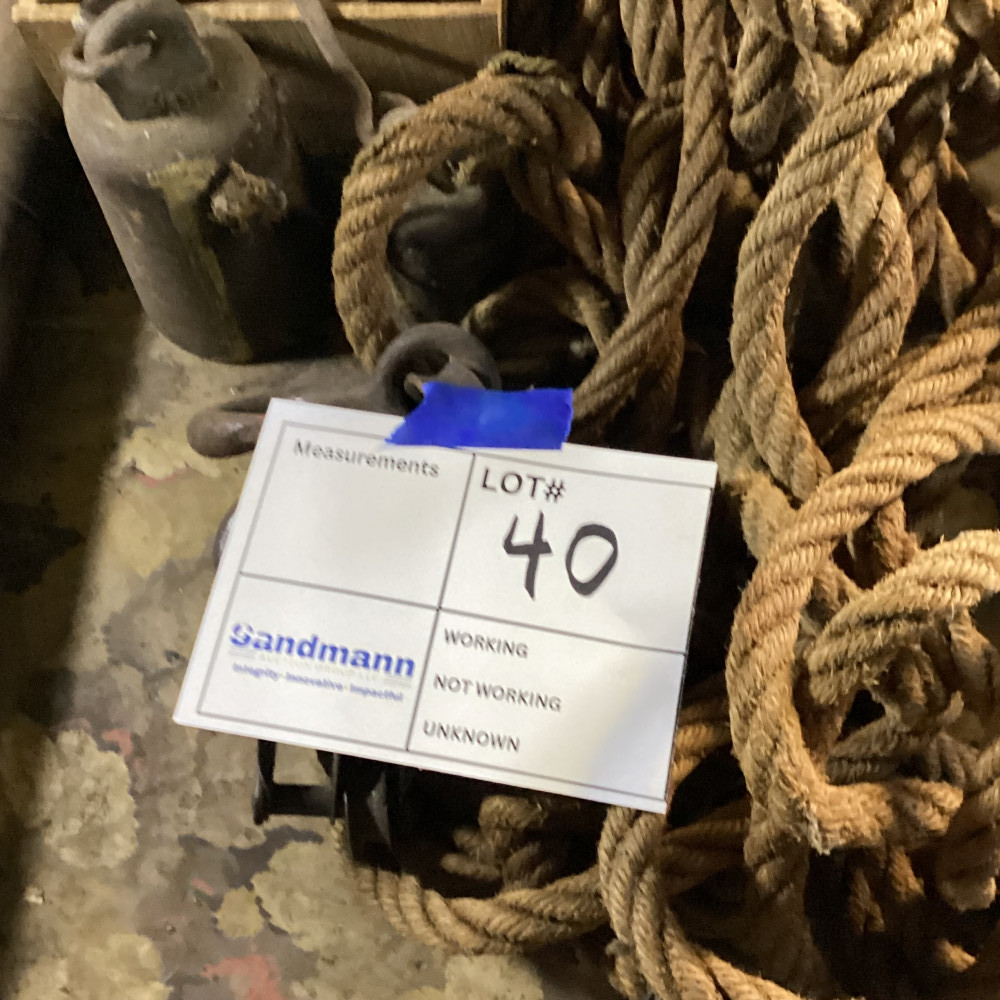 Measurements
LOT#
40
Sandmann
Integrity - Innovative - Impactful
WORKING
NOT WORKING
UNKNOWN